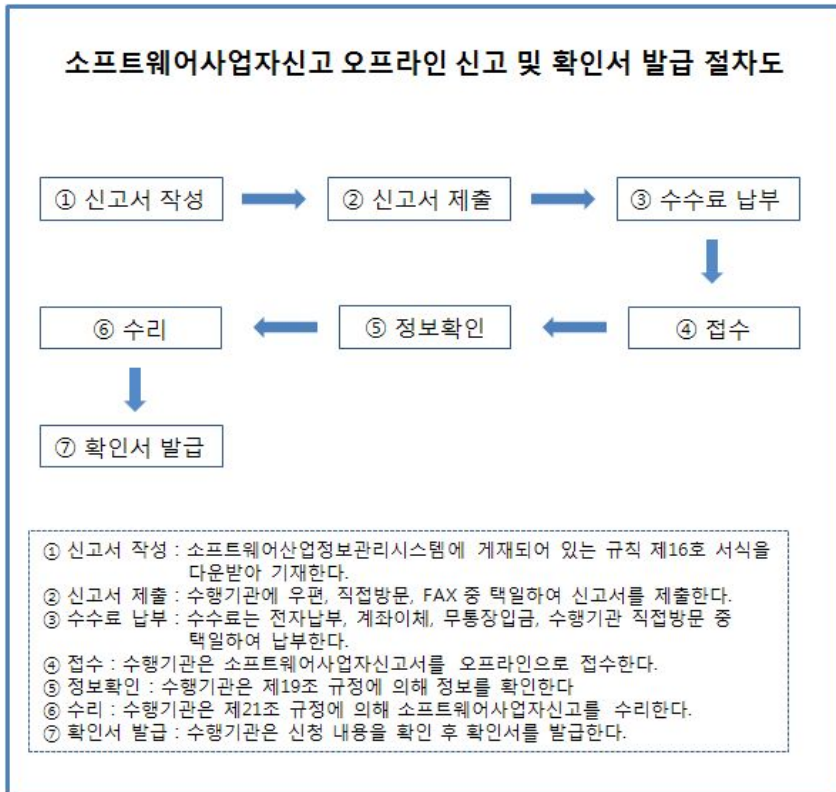 소프트웨어사업자신고 오프라인 신고 및 확인서 발급 절차도
① 신고서 작성
② 신고서 제출
③ 수수료 납부
④ 접수
⑤ 정보확인
⑥ 수리
⑦ 확인서 발급
① 신고서 작성 : 소프트웨어산업정보관리시스템에 게재되어 있는 규칙 제16호 서식을
다운받아 기재한다.
② 신고서 제출 : 수행기관에 우편, 직접방문, FAX 중 택일하여 신고서를 제출한다.
③ 수수료 납부 : 수수료는 전자납부, 계좌이체, 무통장입금, 수행기관 직접방문 중
택일하여 납부한다.
④ 접수 : 수행기관은 소프트웨어사업자신고서를 오프라인으로 접수한다.
⑤ 정보확인 : 수행기관은 제19조 규정에 의해 정보를 확인한다
⑥ 수리 : 수행기관은 제21조 규정에 의해 소프트웨어사업자신고를 수리한다.
⑦ 확인서 발급 : 수행기관은 신청 내용을 확인 후 확인서를 발급한다.